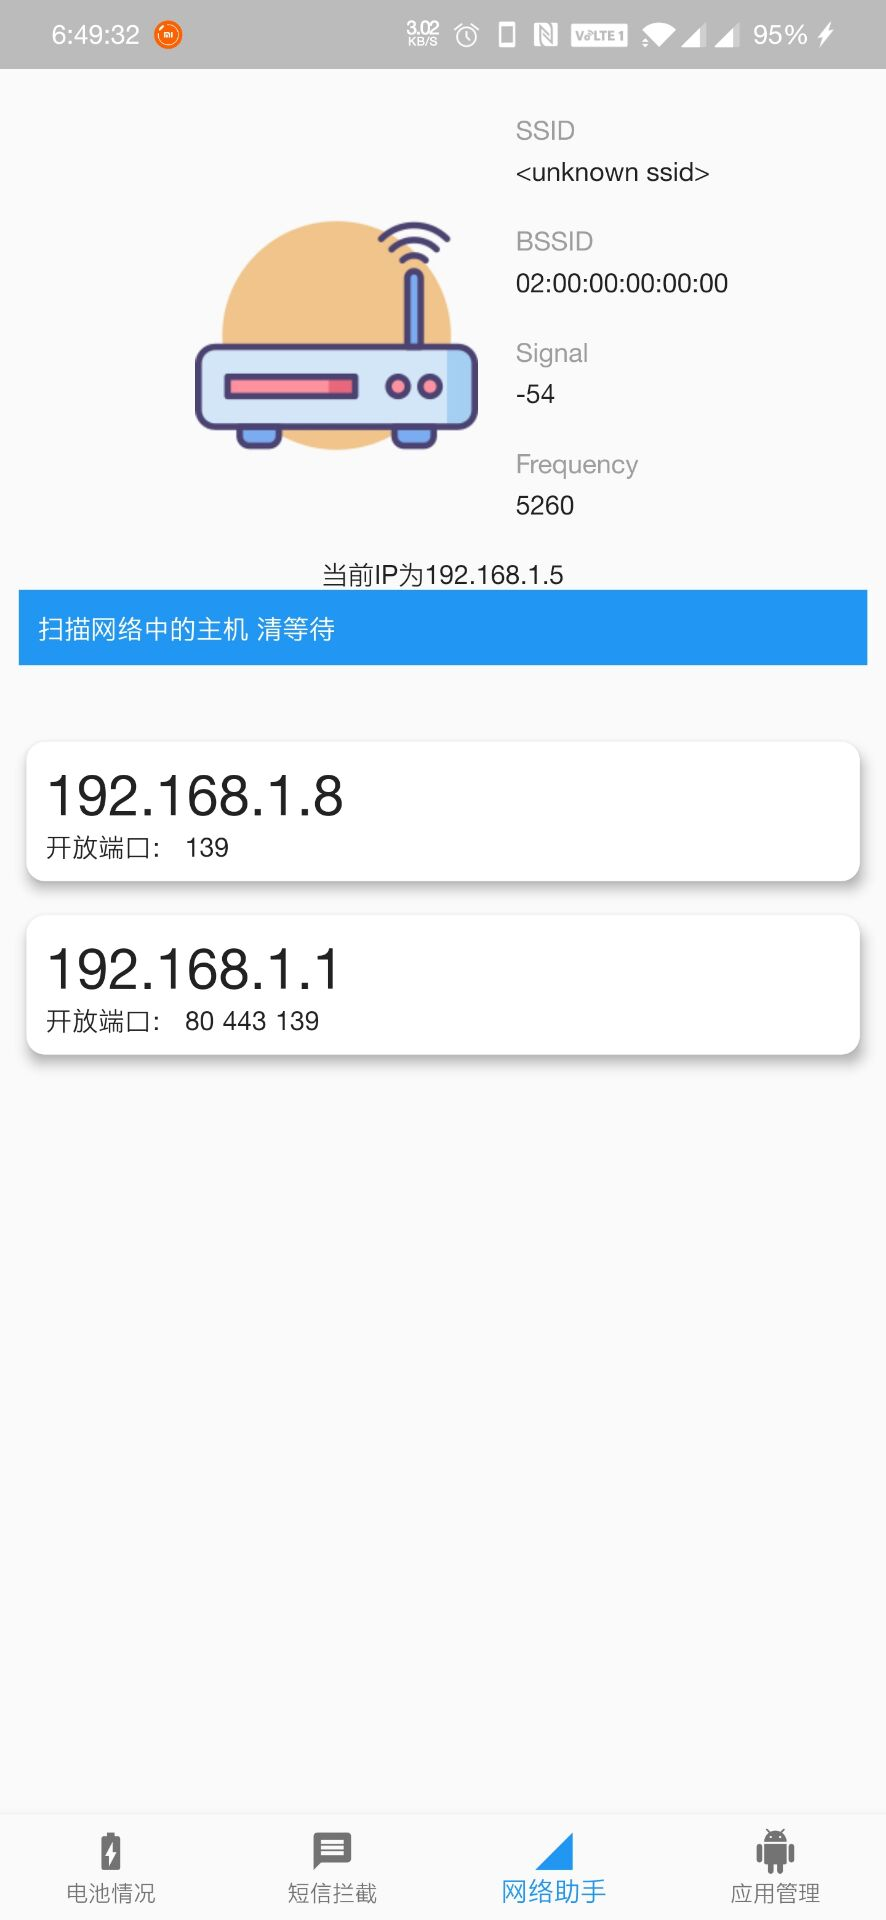 6:49:32
3.02
KB/S
VoLTE 1
95%
SSID
<unknown ssid>
BSSID
02:00:00:00:00:00
Signal
-54
Frequency
5260
当前IP为192.168.1.5
扫描网络中的主机 清等待
192.168.1.8
开放端口： 139
192.168.1.1
开放端口： 80 443 139
电池情况
短信拦截
网络助手
应用管理